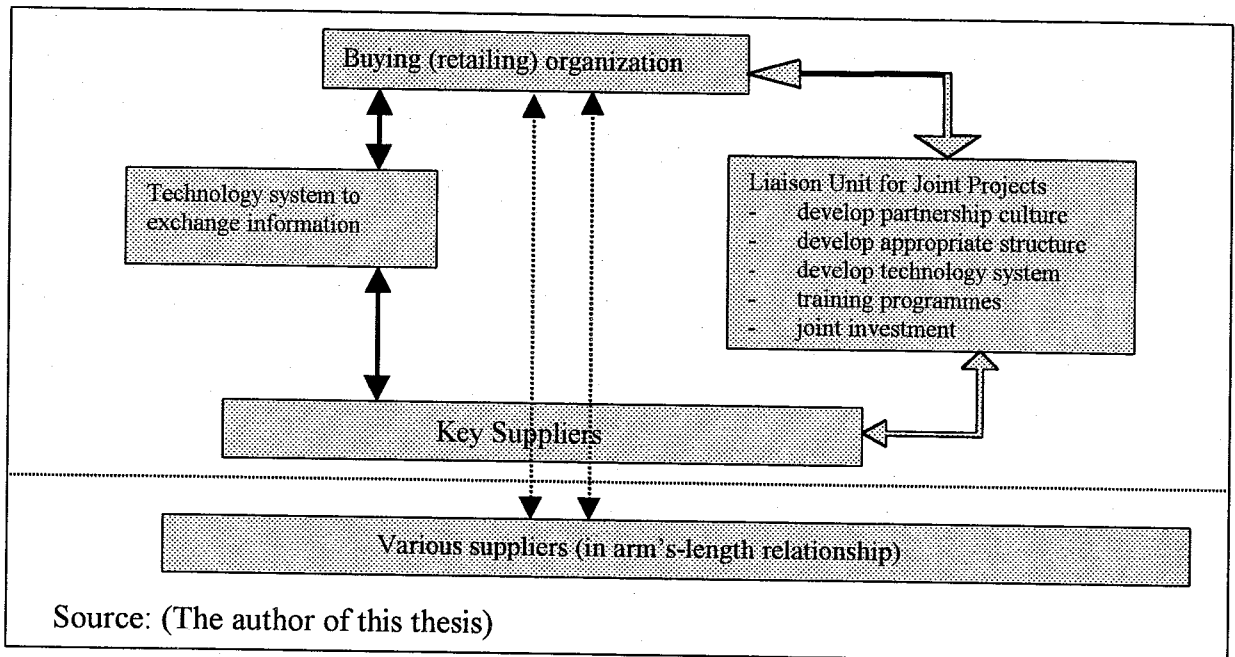 Buying (retailing) organization
Technology system to
exchange information
Liaison Unit for Joint Projects
- develop partnership culture
- develop appropriate structure
- develop technology system
- training programmes
- joint investment
Key Suppliers
Various suppliers (in arm's-length relationship)
Source: (The author of this thesis)